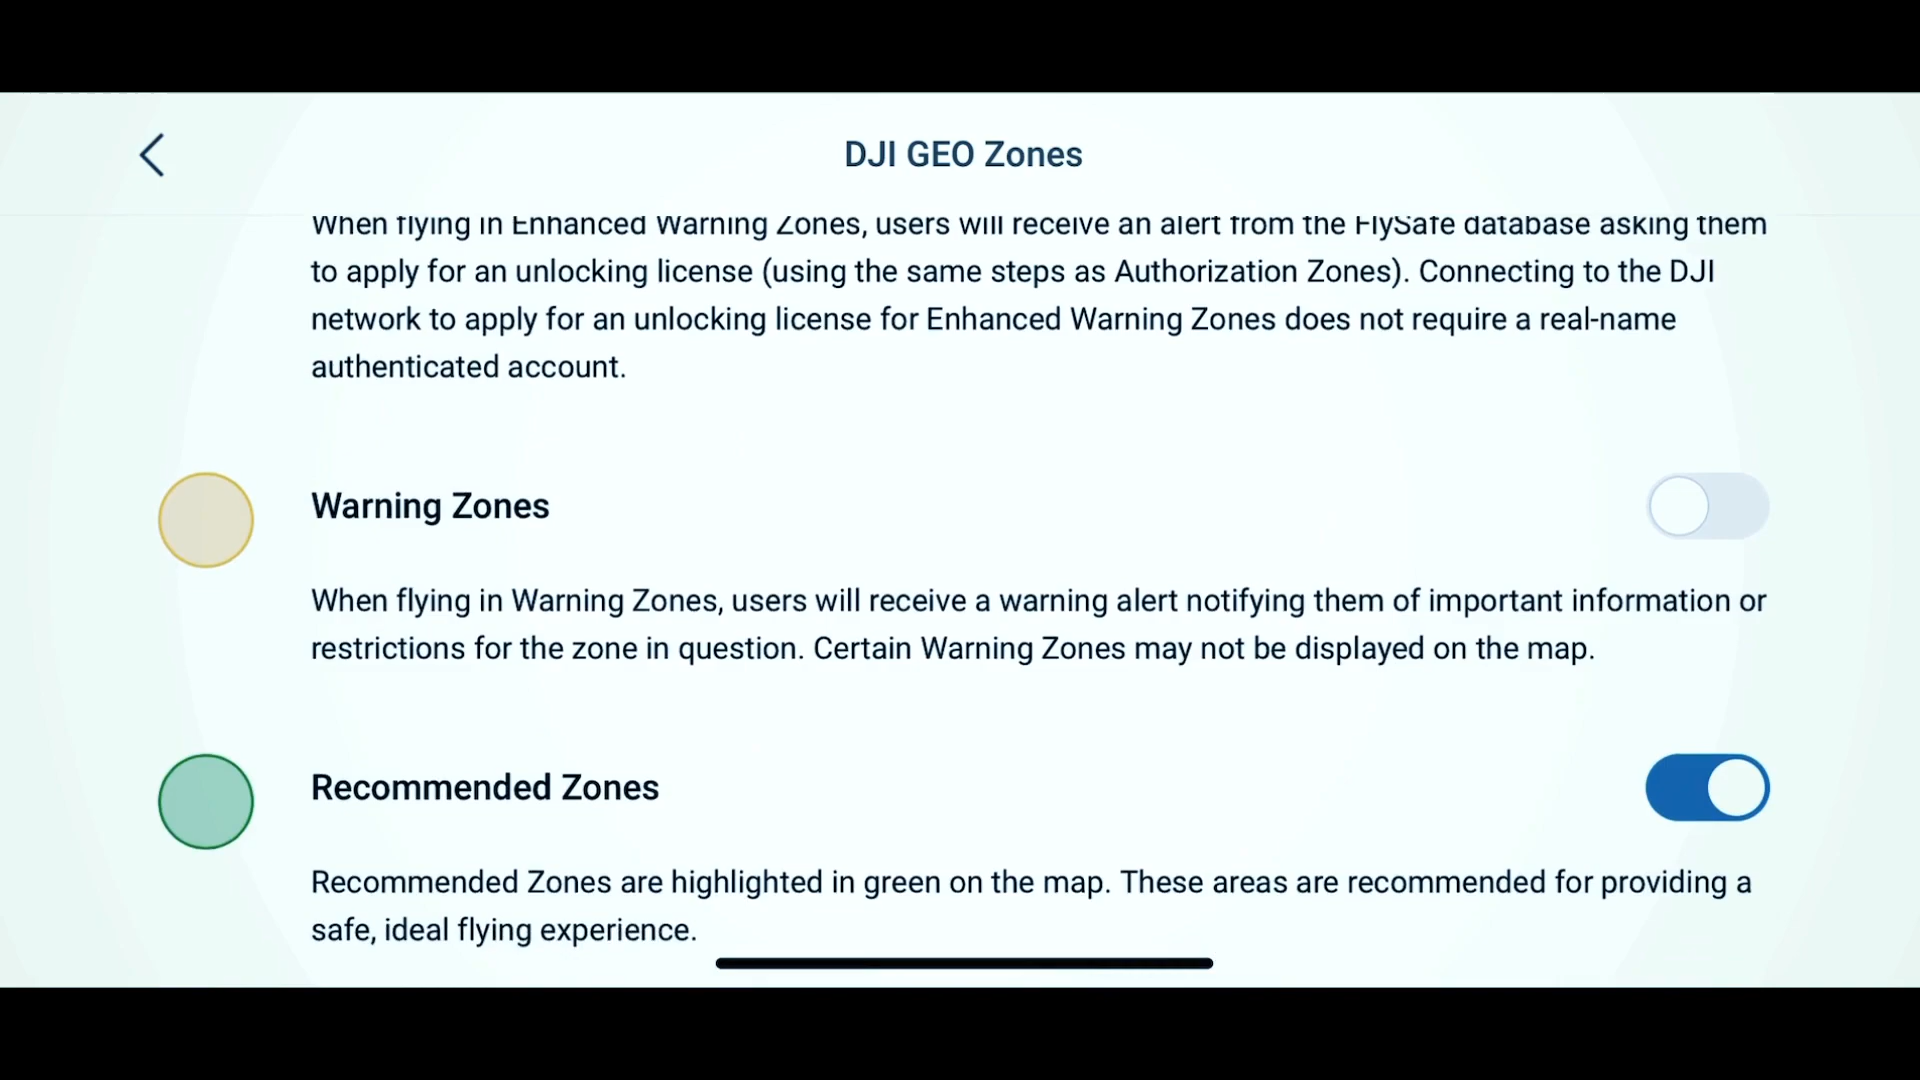 DJI GEO Zones
When flying in Enhanced Warning Zones, users will receive an alert from the FlySafe database asking them
to apply for an unlocking license (using the same steps as Authorization Zones). Connecting to the DJI
network to apply for an unlocking license for Enhanced Warning Zones does not require a real-name
authenticated account.
Warning Zones
When flying in Warning Zones, users will receive a warning alert notifying them of important information or
restrictions for the zone in question. Certain Warning Zones may not be displayed on the map.
Recommended Zones
Recommended Zones are highlighted in green on the map. These areas are recommended for providing a
safe, ideal flying experience.